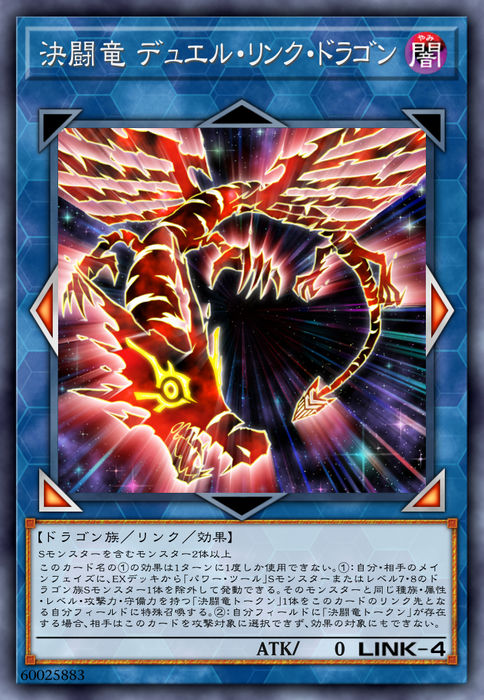 決闘竜 デュエル・リンク・ドラゴン 闇
やみ
【ドラゴン族／リンク／効果】
Sモンスターを含むモンスター2体以上
このカード名の①の効果は1ターンに1度しか使用できない。①：自分・相手のメイ
ンフェイズに、EXデッキから「パワー・ツール」Sモンスターまたはレベル7・8のド
ラゴン族Sモンスター1体を除外して発動できる。そのモンスターと同じ種族・属性
・レベル・攻撃力・守備力を持つ「決闘竜トークン」1体をこのカードのリンク先とな
る自分フィールドに特殊召喚する。②：自分フィールドに「決闘竜トークン」が存在
する場合、相手はこのカードを攻撃対象に選択できず、効果の対象にもできない。
ATK/ 0 LINK-4
60025883